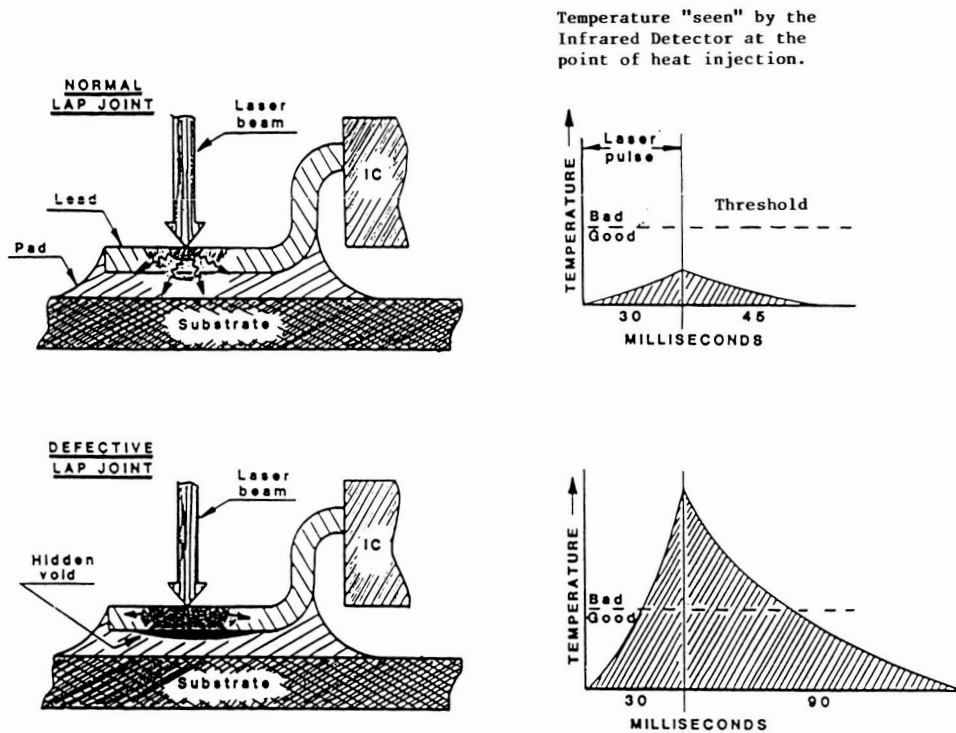 Temperature "seen" by the
Infrared Detector at the
point of heat injection.
NORMAL
LAP JOINT
Laser
beam
IC
Lead
Pad
Substrate
TEMPERATURE
Laser
pulse
Threshold
Bad
Good
30
45
MILLISECONDS
DEFECTIVE
LAP JOINT
Laser
beam
IC
Hidden
void
Substrate
TEMPERATURE
Bad
Good
30
90
MILLISECONDS